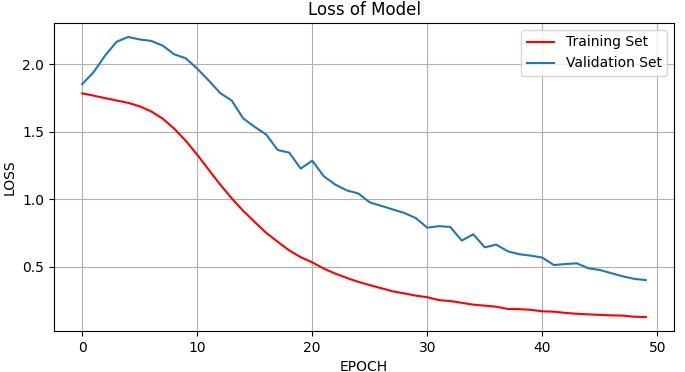 Loss of Model
Training Set
Validation Set
LOSS
2.0
1.5
1.0
0.5
0 10 20 30 40 50
EPOCH